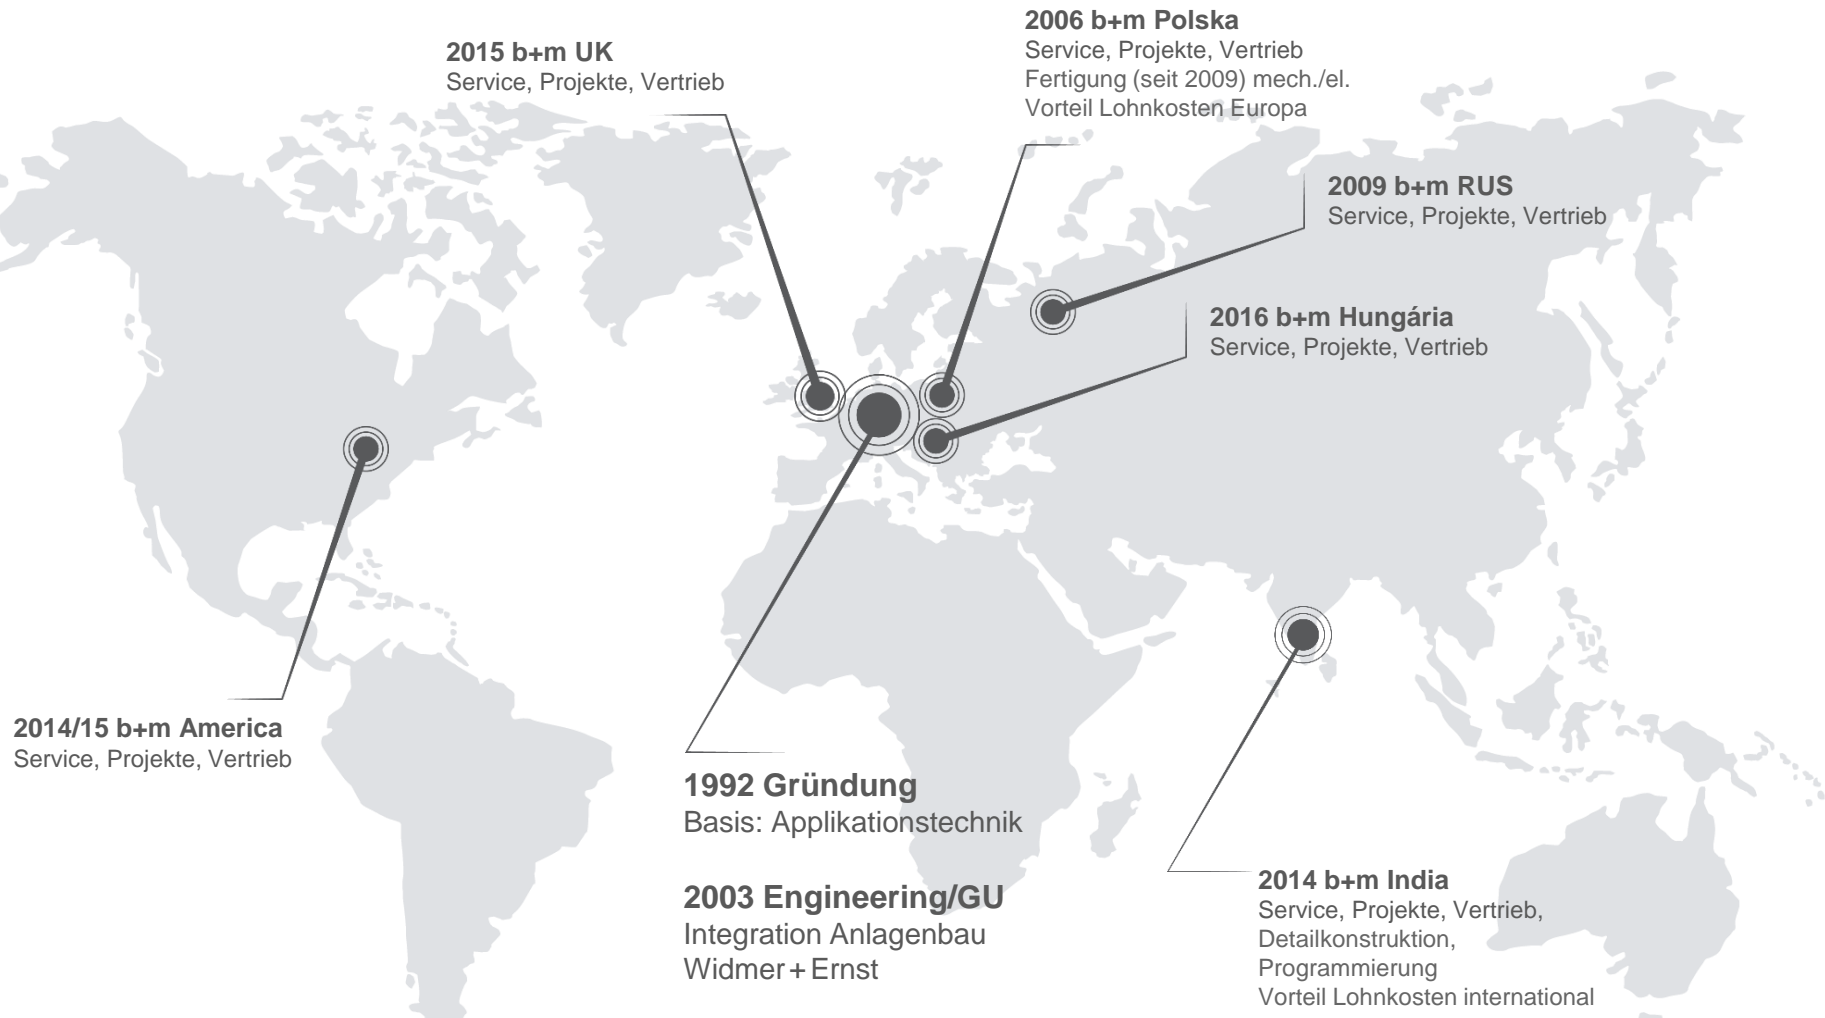 2015 b+m UK
Service, Projekte, Vertrieb
2006 b+m Polska
Service, Projekte, Vertrieb
Fertigung (seit 2009) mech./el.
Vorteil Lohnkosten Europa
2009 b+m RUS
Service, Projekte, Vertrieb
2016 b+m Hungária
Service, Projekte, Vertrieb
2014/15 b+m America
Service, Projekte, Vertrieb
1992 Gründung
Basis: Applikationstechnik
2003 Engineering/GU
Integration Anlagenbau
Widmer+Ernst
2014 b+m India
Service, Projekte, Vertrieb,
Detailkonstruktion,
Programmierung
Vorteil Lohnkosten international